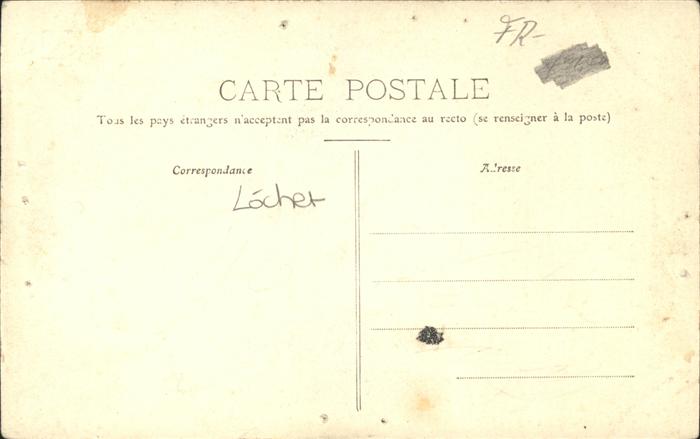 FR-
CARTE POSTALE
Tous les pays étrangers n'acceptent pas la correspondance au recto (se renseigner à la poste)
Correspondance
Adresse
Lóchet